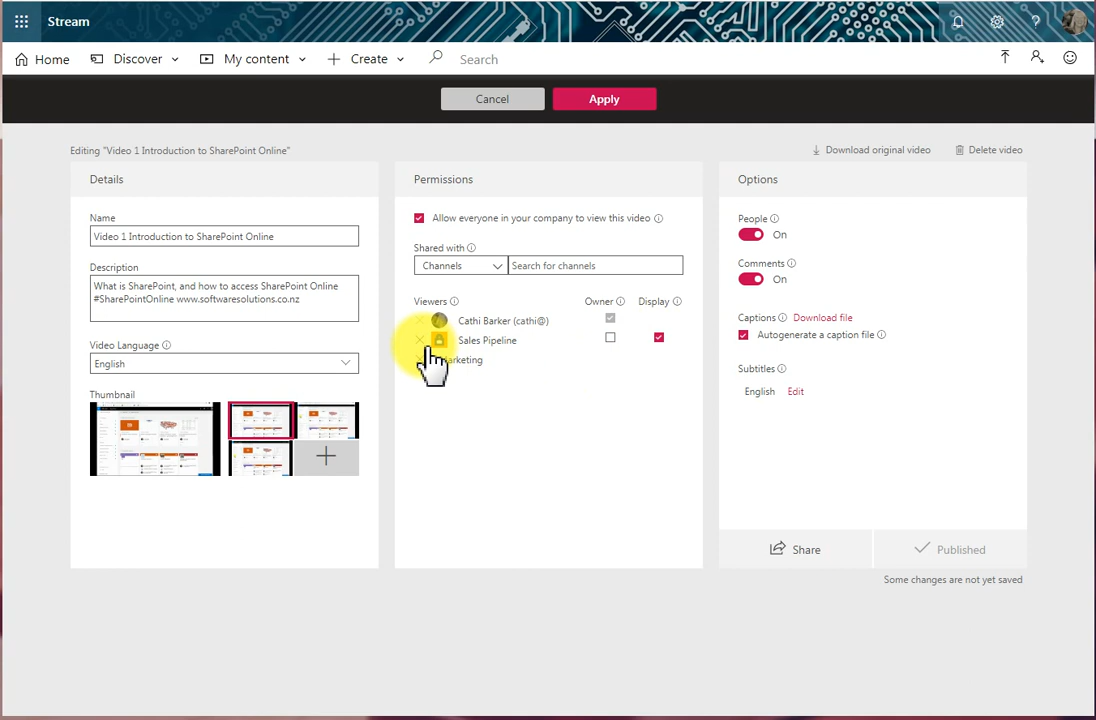 Stream
?
Home
Discover
My content
Create
Search
Cancel
Apply
Editing "Video 1 Introduction to SharePoint Online"
Download original video
Delete video
Details
Name
Video 1 Introduction to SharePoint Online
Description
What is SharePoint, and how to access SharePoint Online
#SharePointOnline www.softwaresolutions.co.nz
Video Language
English
Thumbnail
Permissions
Allow everyone in your company to view this video
Shared with
Channels
Search for channels
Viewers
Owner
Display
Cathi Barker (cathi@)
Sales Pipeline
arketing
Options
People
On
Comments
On
Captions
Download file
Autogenerate a caption file
Subtitles
English
Edit
Share
Published
Some changes are not yet saved